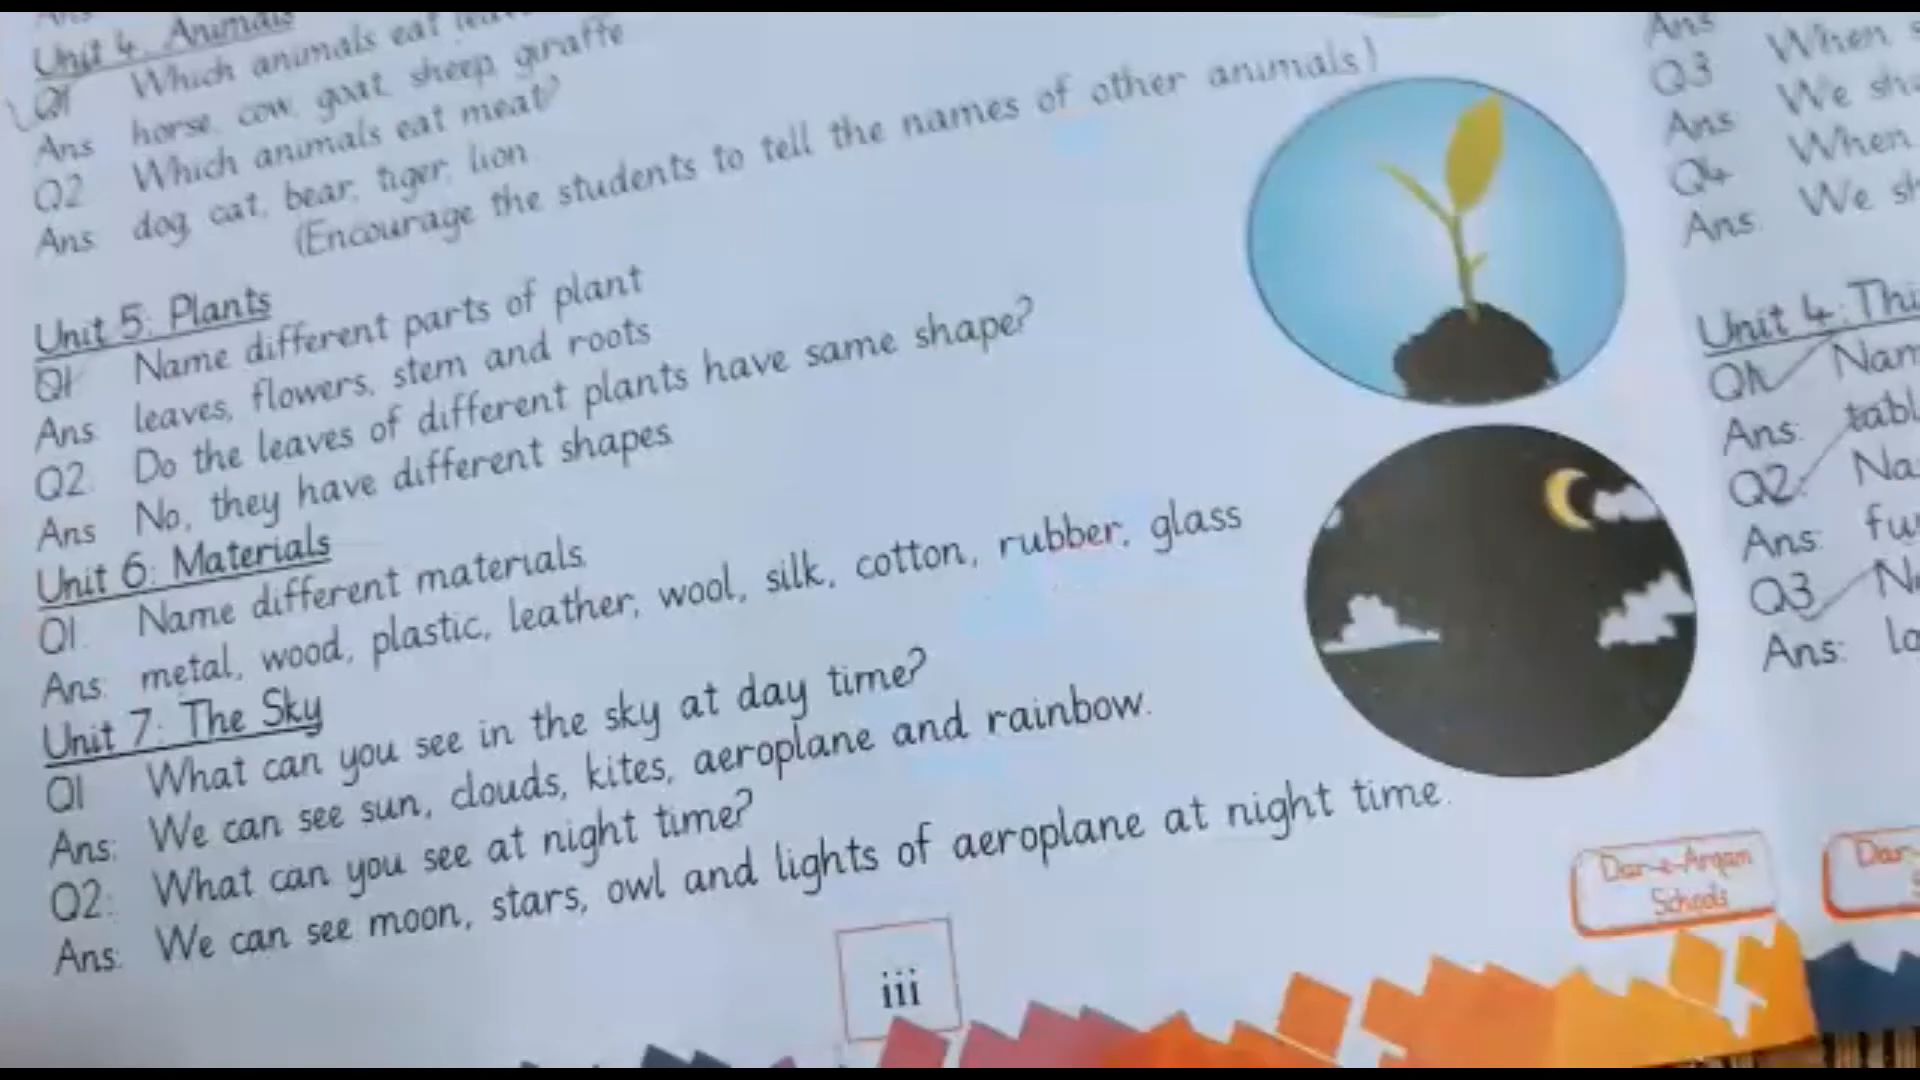 Ans
Unit 4: Animals
Q1 Which animals eat
Ans horse, cow, goat, sheep, giraffe
Q2 Which animals eat meat?
Ans: dog, cat, bear, tiger, lion
(Encourage the students to tell the names of other animals)
Unit 5: Plants
Q1 Name different parts of plant
Ans leaves, flowers, stem and roots
Q2. Do the leaves of different plants have same shape?
Ans No, they have different shapes
Unit 6: Materials
Q1. Name different materials.
Ans: metal, wood, plastic, leather, wool, silk, cotton, rubber, glass
Unit 7: The Sky
Q1 What can you see in the sky at day time?
Ans: We can see sun, clouds, kites, aeroplane and rainbow.
Q2: What can you see at night time?
Ans: We can see moon, stars, owl and lights of aeroplane at night time.
iii
Dar-e-Arqam
Schools
Ans
Q3 When
Ans: We
Q4 When
Ans: We
Unit 4:
Q1
Ans:
Q2:
Ans:
Q3
Ans: